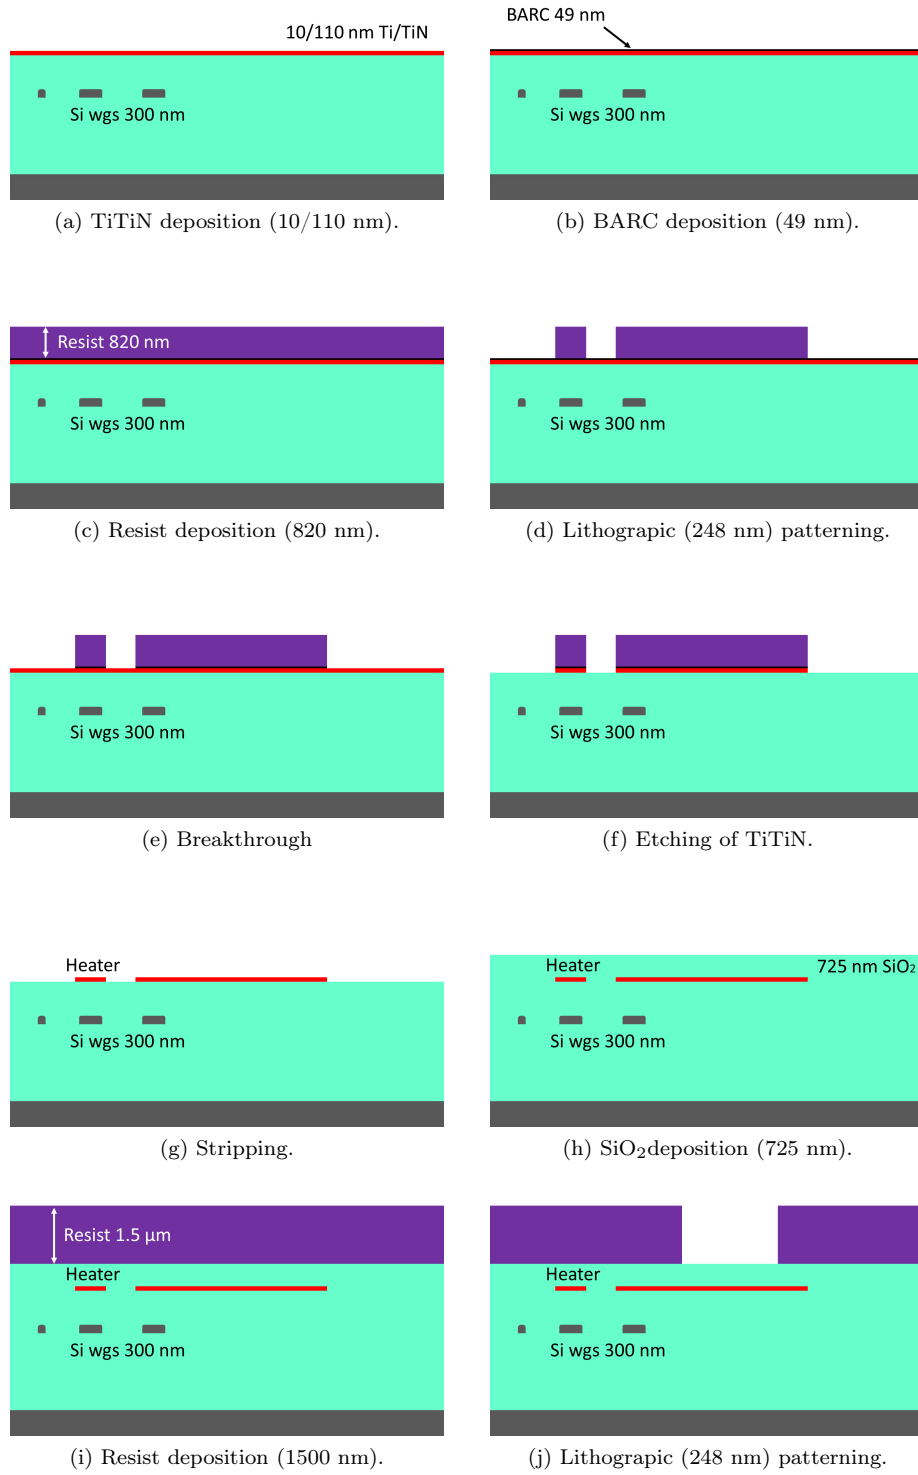 10/110 nm Ti/TiN
Si wgs 300 nm
(a) TiTiN deposition (10/110 nm).
BARC 49 nm
Si wgs 300 nm
(b) BARC deposition (49 nm).
Resist 820 nm
Si wgs 300 nm
(c) Resist deposition (820 nm).
Si wgs 300 nm
(d) Lithograpic (248 nm) patterning.
Si wgs 300 nm
(e) Breakthrough
Si wgs 300 nm
(f) Etching of TiTiN.
Heater
Si wgs 300 nm
(g) Stripping.
Heater
725 nm SiO₂
Si wgs 300 nm
(h) SiO₂deposition (725 nm).
Resist 1.5 µm
Heater
Si wgs 300 nm
(i) Resist deposition (1500 nm).
Heater
Si wgs 300 nm
(j) Lithograpic (248 nm) patterning.